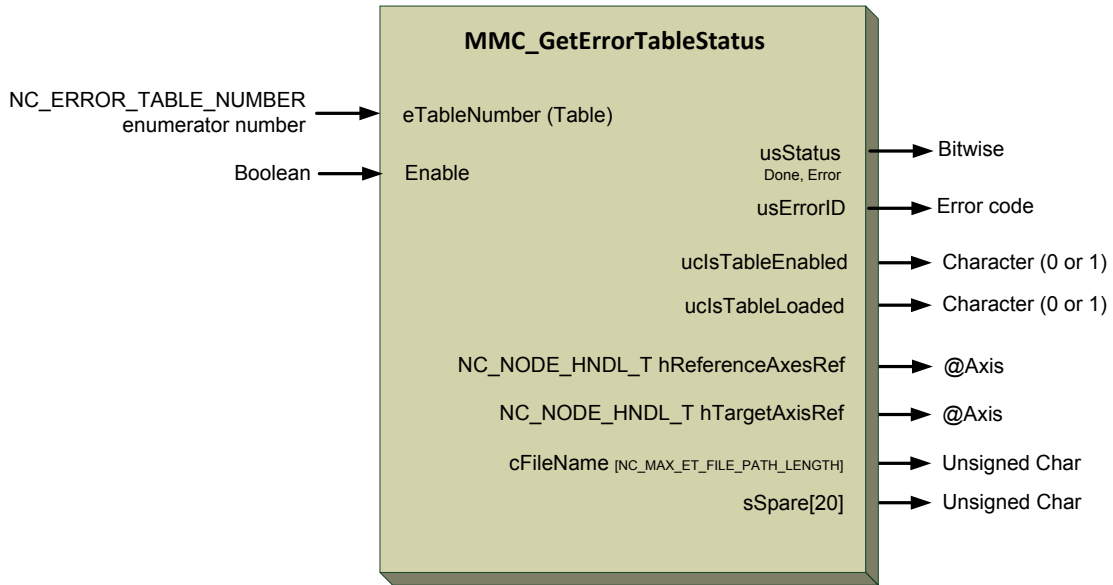 MMC_GetErrorTableStatus
NC_ERROR_TABLE_NUMBER
enumerator number
eTableNumber (Table)
Boolean
Enable
usStatus
Done, Error
Bitwise
usErrorID
Error code
ucIsTableEnabled
Character (0 or 1)
ucIsTableLoaded
Character (0 or 1)
NC_NODE_HNDL_T hReferenceAxesRef
@Axis
NC_NODE_HNDL_T hTargetAxisRef
@Axis
cFileName [NC_MAX_ET_FILE_PATH_LENGTH]
Unsigned Char
sSpare[20]
Unsigned Char